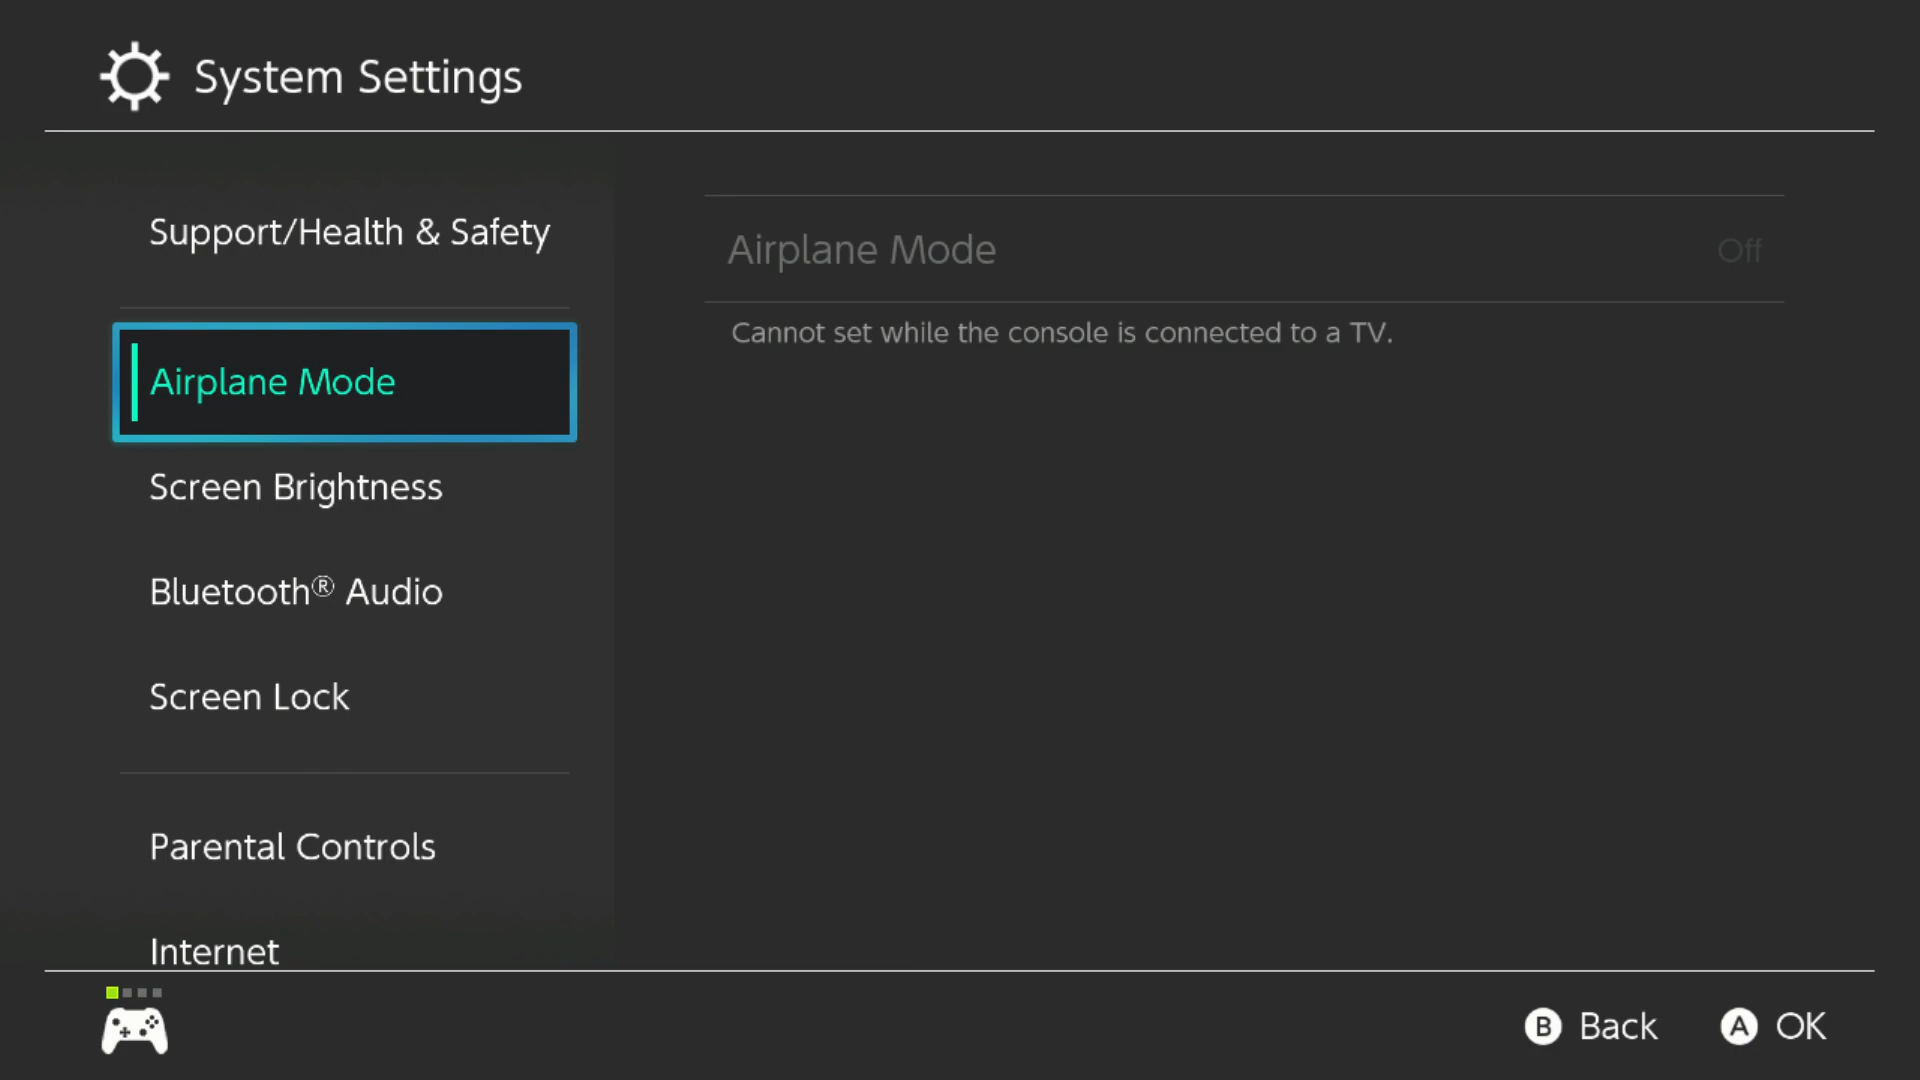 System Settings
Support/Health & Safety
Airplane Mode
Screen Brightness
Bluetooth® Audio
Screen Lock
Parental Controls
Internet
Airplane Mode Off
Cannot set while the console is connected to a TV.
B Back A OK